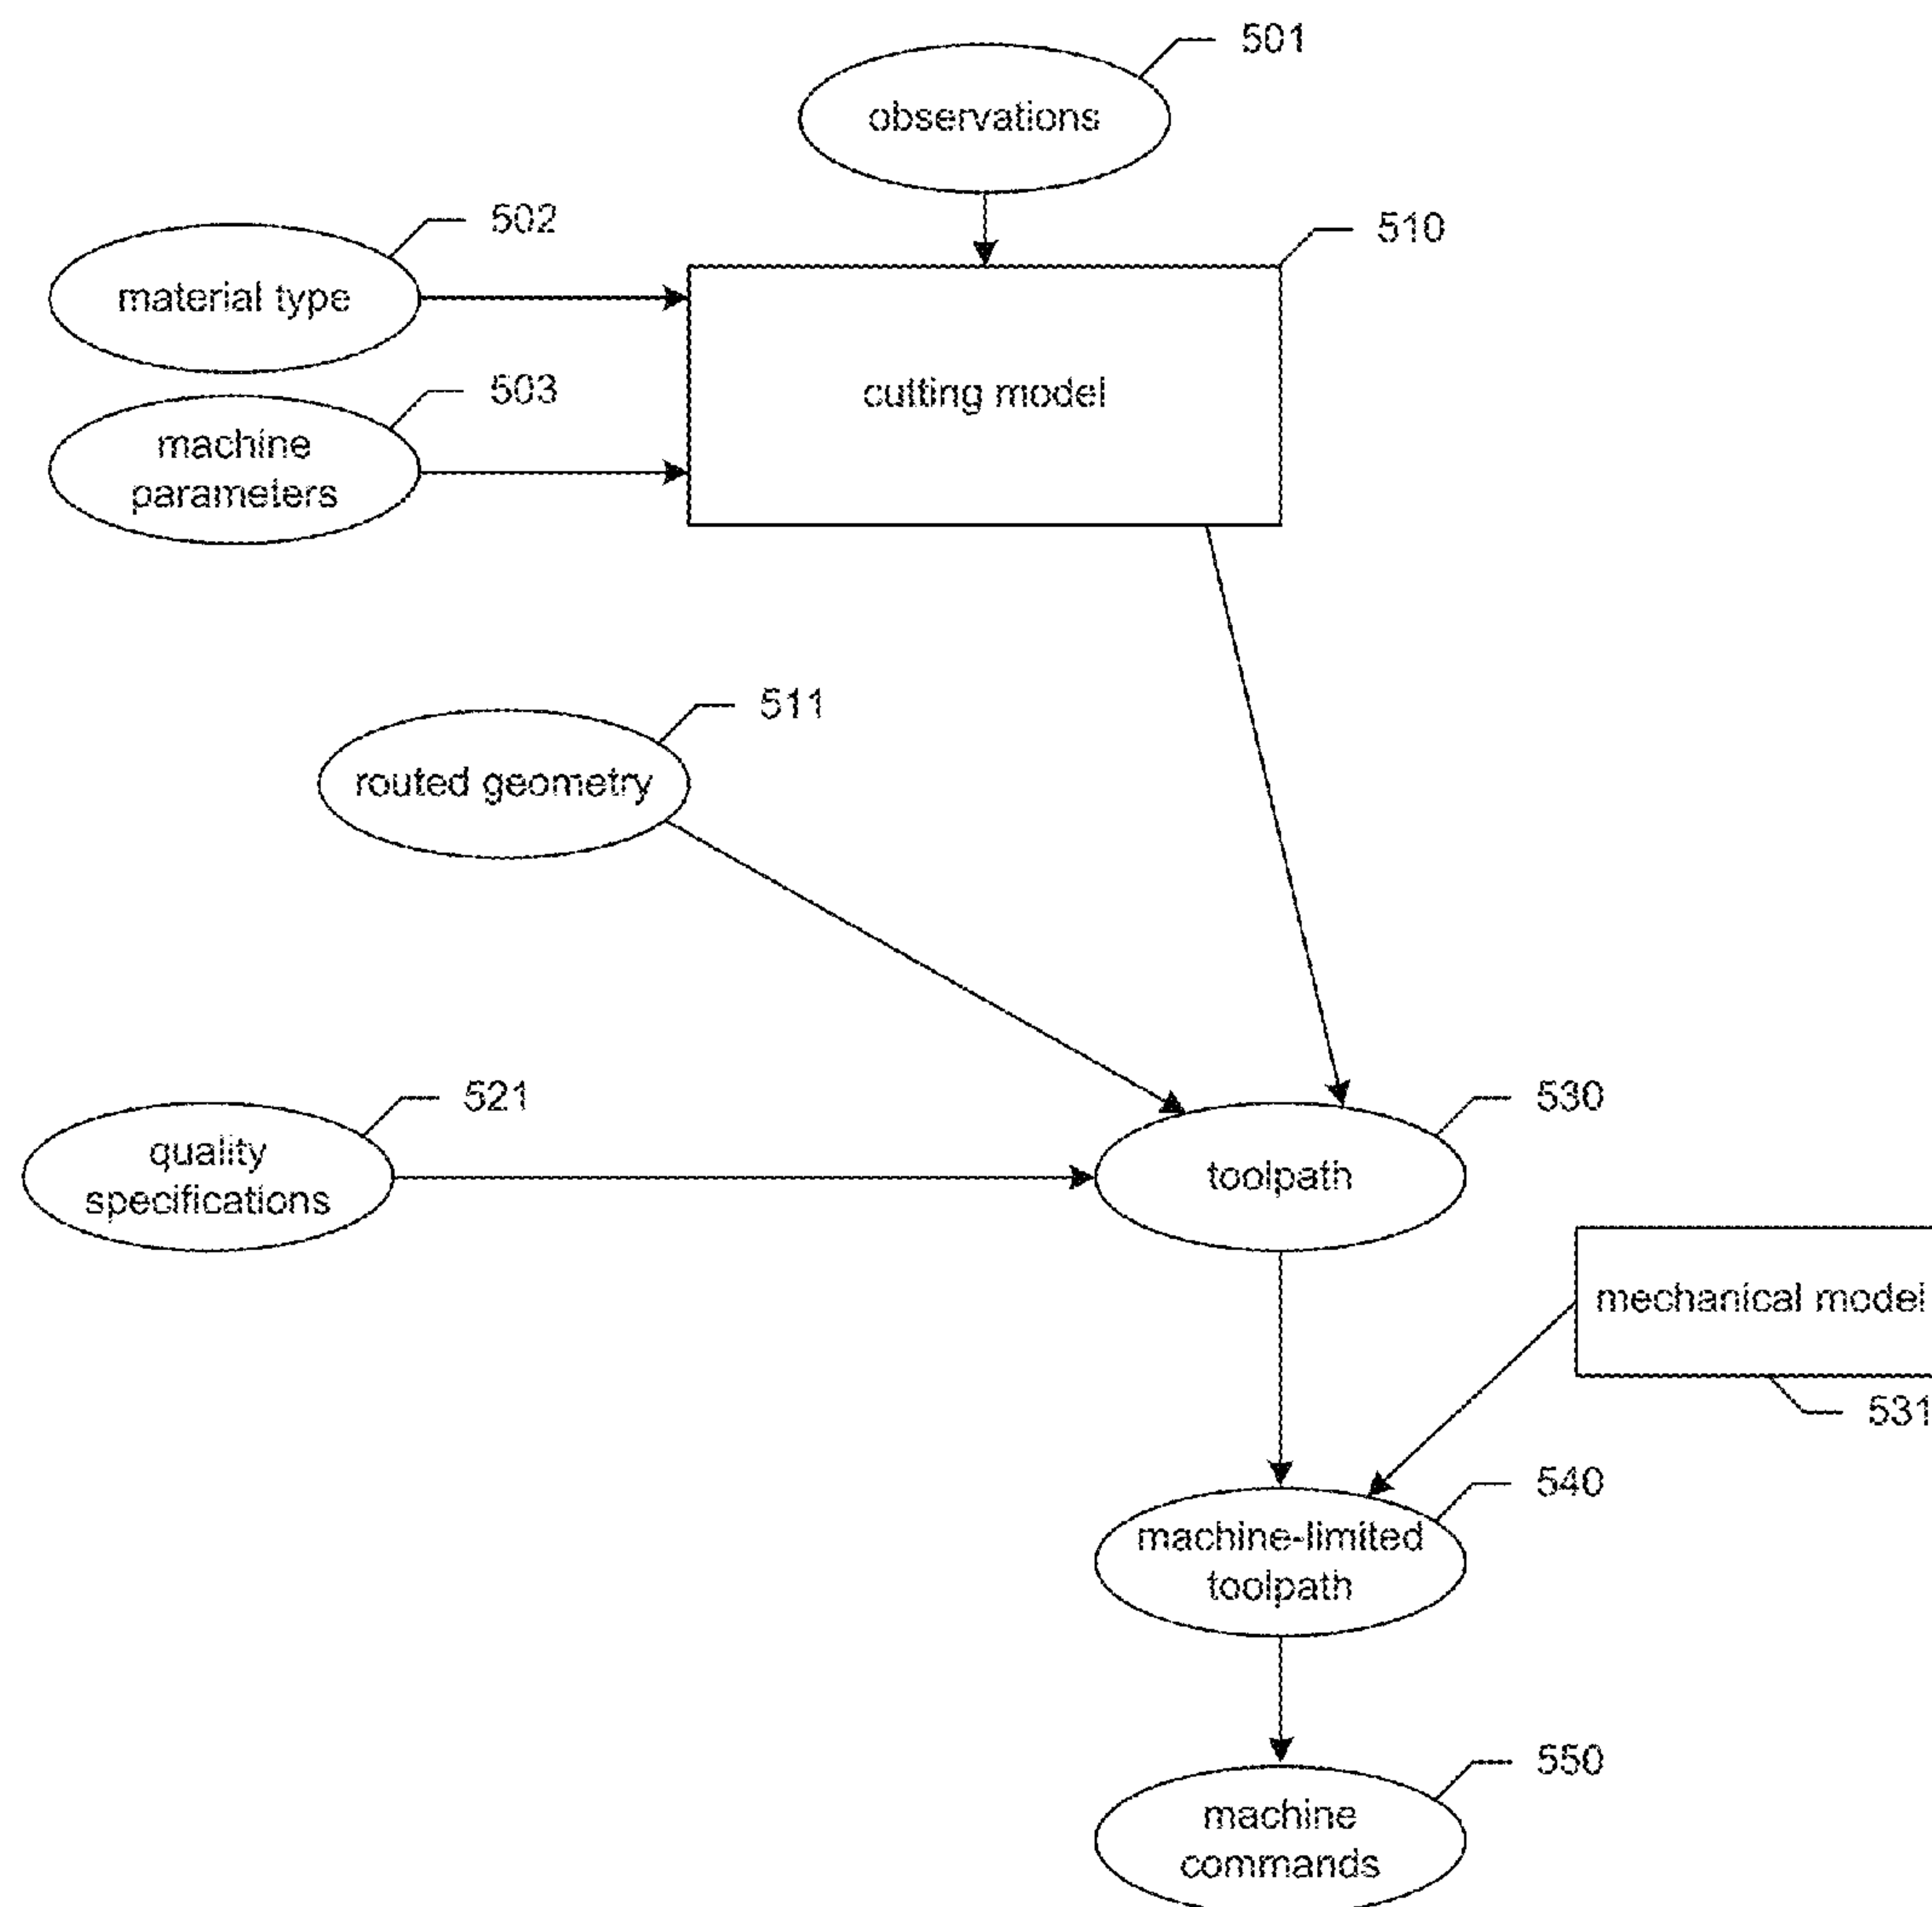 501
observations
502
510
material type
503
cutting model
machine
parameters
511
routed geometry
521
530
quality
specifications
toolpath
mechanical model
531
540
machine-limited
toolpath
550
machine
commands